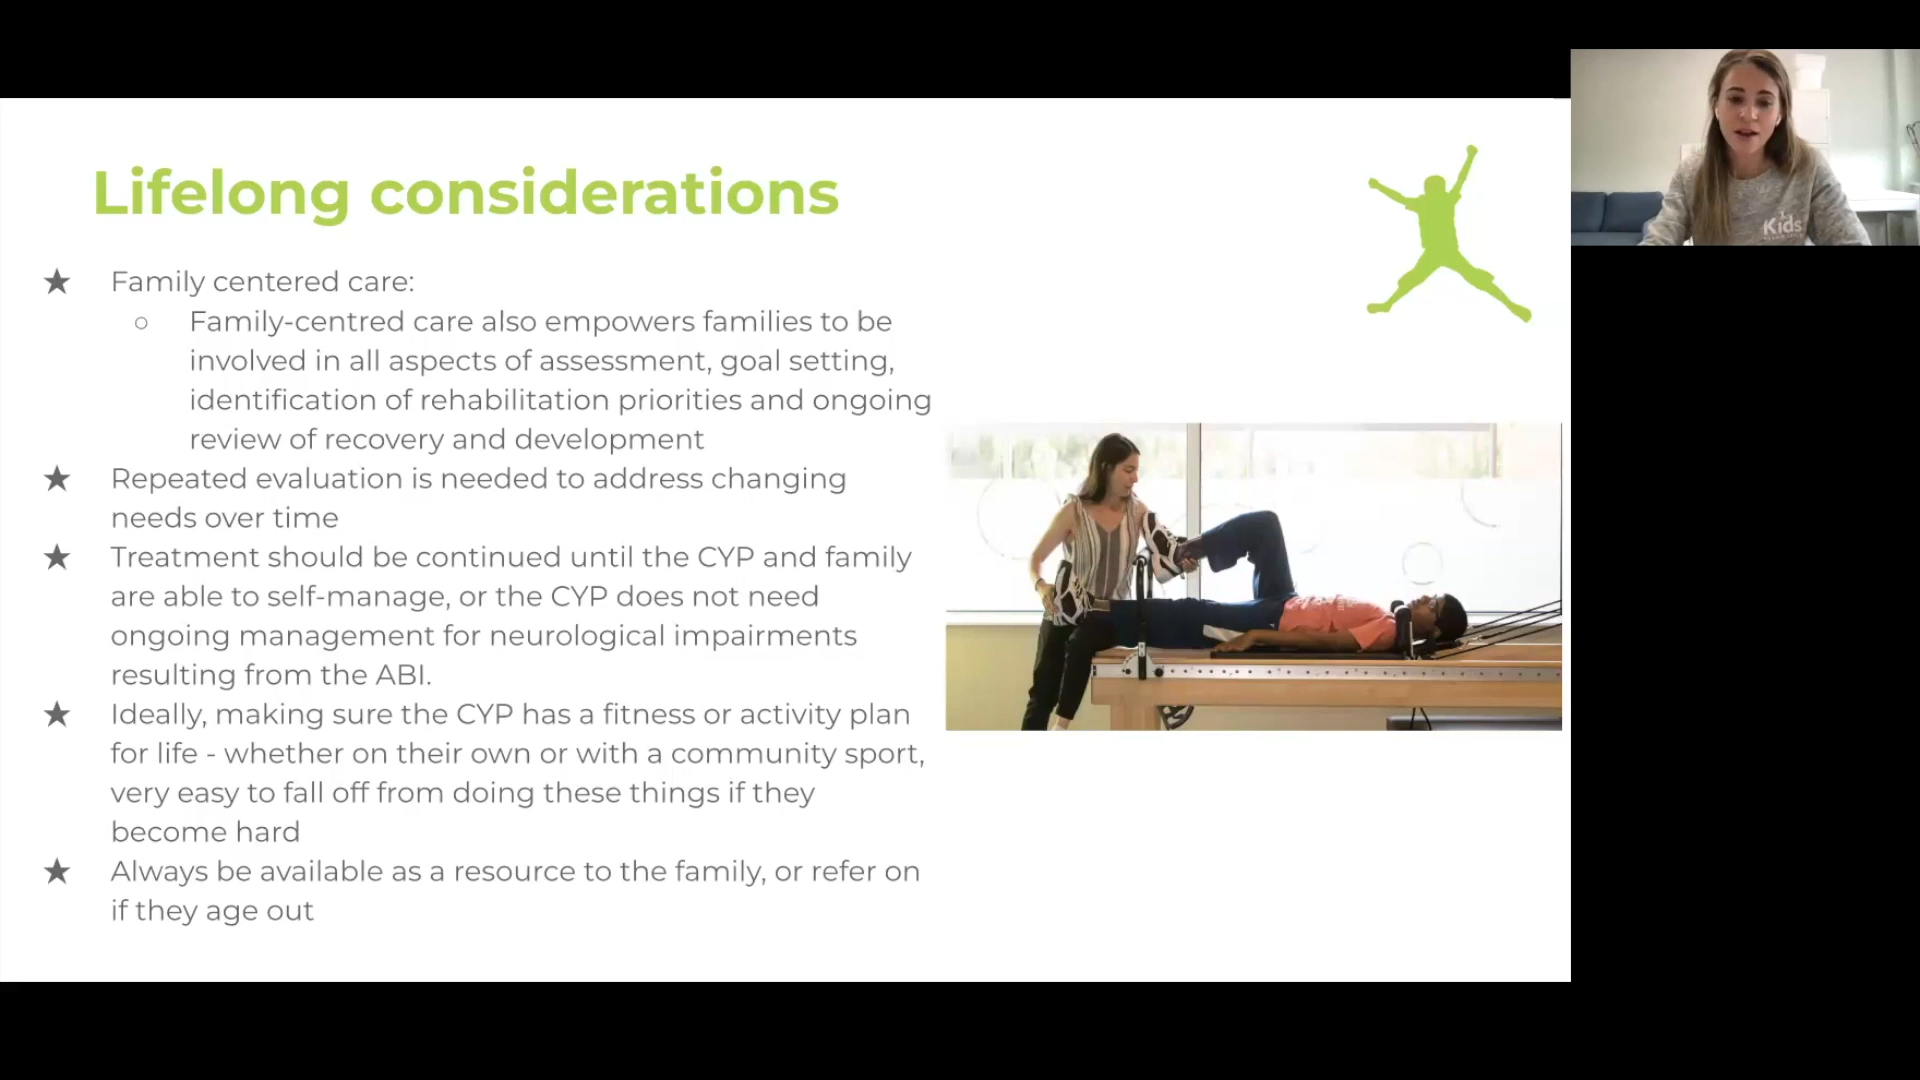 Lifelong considerations
★ Family centered care:
○ Family-centred care also empowers families to be
involved in all aspects of assessment, goal setting,
identification of rehabilitation priorities and ongoing
review of recovery and development
★ Repeated evaluation is needed to address changing
needs over time
★ Treatment should be continued until the CYP and family
are able to self-manage, or the CYP does not need
ongoing management for neurological impairments
resulting from the ABI.
★ Ideally, making sure the CYP has a fitness or activity plan
for life - whether on their own or with a community sport,
very easy to fall off from doing these things if they
become hard
★ Always be available as a resource to the family, or refer on
if they age out
Kids